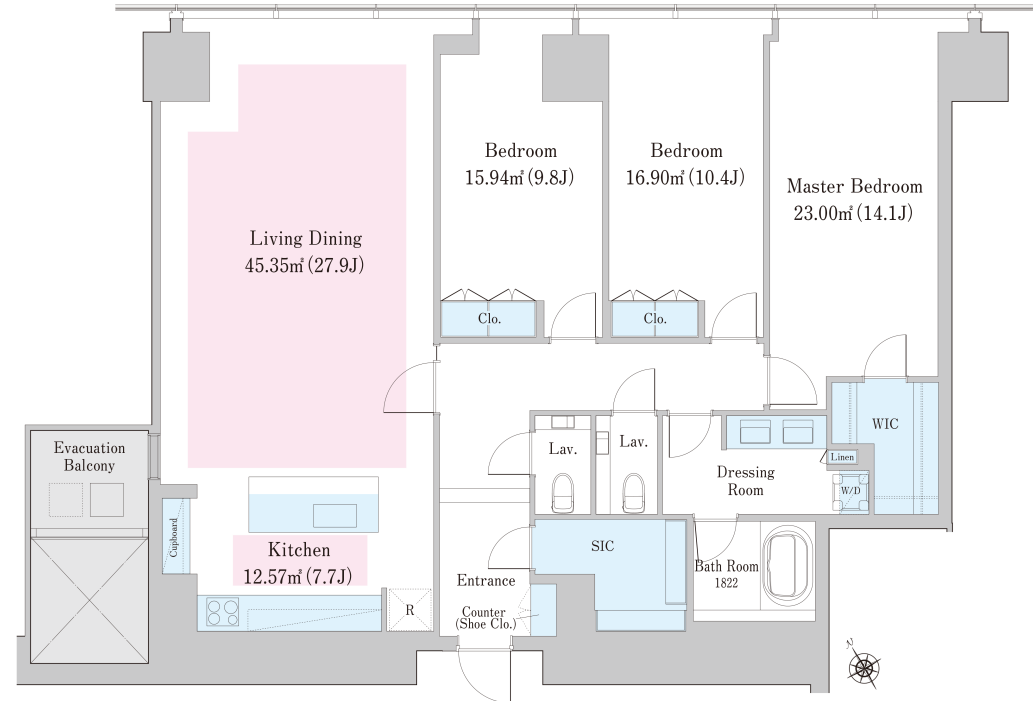 Bedroom
15.94㎡(9.8J)
Bedroom
16.90㎡(10.4J)
Master Bedroom
23.00㎡(14.1J)
Living Dining
45.35㎡(27.9J)
Clo.
Clo.
WIC
Evacuation
Balcony
Lav.
Lav.
Linen
Dressing
Room
W/D
Cupboard
Kitchen
12.57㎡(7.7J)
SIC
Bath Room
1822
Entrance
R
Counter
(Shoe Clo.)
N